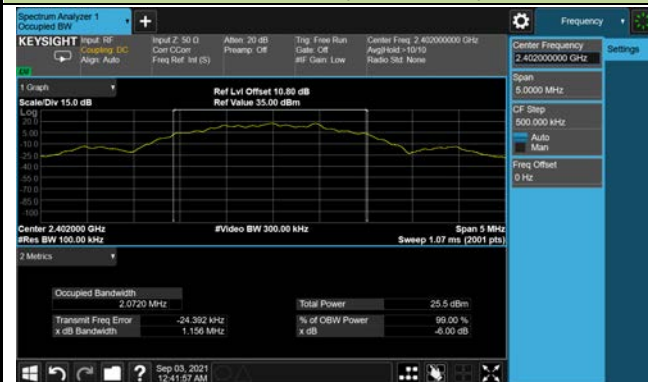 Spectrum Analyzer 1
Occupied BW
Frequency
KEYSIGHT
Input: RF
Coupling: DC
Align: Auto
Input Z: 50 Ω
Corr CCorr
Freq Ref: Int (S)
Atten: 20 dB
Preamp: Off
Trig: Free Run
Gate: Off
#IF Gain: Low
Center Freq: 2.402000000 GHz
Avg|Hold:>10/10
Radio Std: None
Center Frequency
2.402000000 GHz
Settings
Span
5.0000 MHz
CF Step
500.000 kHz
Auto
Man
Freq Offset
0 Hz
1 Graph
Scale/Div 15.0 dB
Ref Lvl Offset 10.80 dB
Ref Value 35.00 dBm
Log
20.0
5.00
-10.0
-25.0
-40.0
-55.0
-70.0
-85.0
-100
Center 2.402000 GHz
#Res BW 100.00 kHz
#Video BW 300.00 kHz
Span 5 MHz
Sweep 1.07 ms (2001 pts)
2 Metrics
Occupied Bandwidth
2.0720 MHz
Total Power 25.5 dBm
Transmit Freq Error -24.392 kHz
% of OBW Power 99.00 %
x dB Bandwidth 1.156 MHz
x dB -6.00 dB
Sep 03, 2021
12:41:57 AM